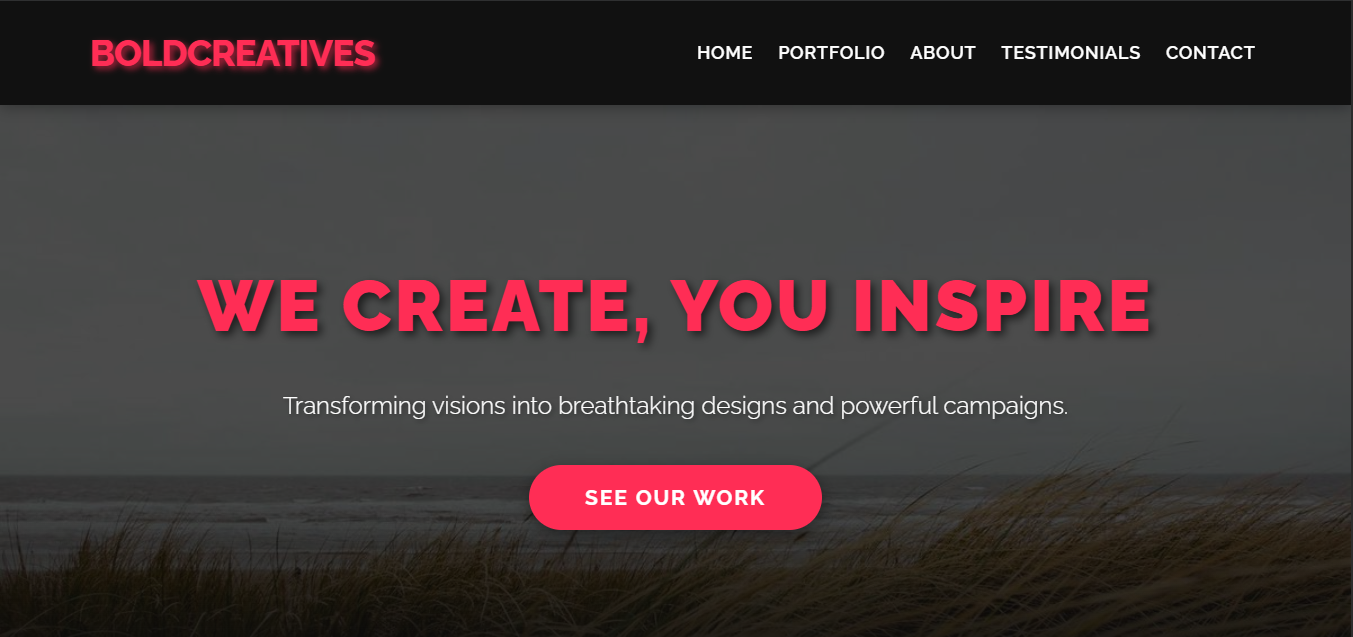 BOLDCREATIVES
HOME PORTFOLIO ABOUT TESTIMONIALS CONTACT
WE CREATE, YOU INSPIRE
Transforming visions into breathtaking designs and powerful campaigns.
SEE OUR WORK